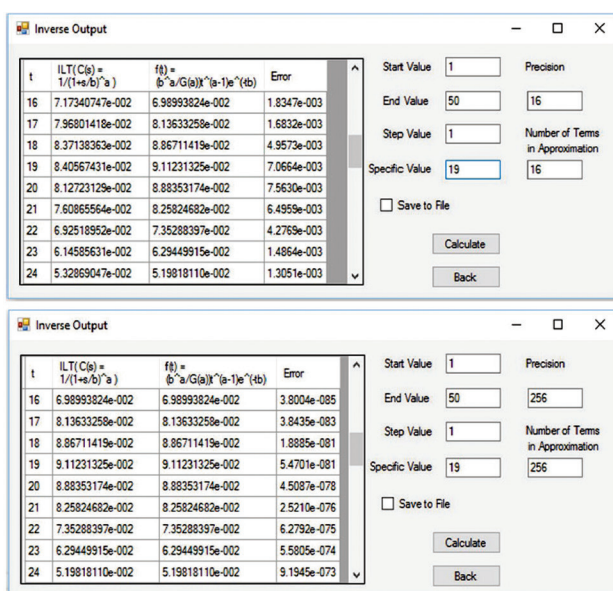 Inverse Output
t ILT(C(s) = 1/(1+s/b)^a ) f(t) = (b^a/G(a))t^(a-1)e^(-tb) Error
16 7.17340747e-002 6.98993824e-002 1.8347e-003
17 7.96801418e-002 8.13633258e-002 1.6832e-003
18 8.37138363e-002 8.86711419e-002 4.9573e-003
19 8.40567431e-002 9.11231325e-002 7.0664e-003
20 8.12723129e-002 8.88353174e-002 7.5630e-003
21 7.60865564e-002 8.25824682e-002 6.4959e-003
22 6.92518952e-002 7.35288397e-002 4.2769e-003
23 6.14585631e-002 6.29449915e-002 1.4864e-003
24 5.32869047e-002 5.19818110e-002 1.3051e-003
Start Value 1 Precision
End Value 50 16
Step Value 1 Number of Terms in Approximation
Specific Value 19 16
Save to File
Calculate
Back
Inverse Output
t ILT(C(s) = 1/(1+s/b)^a ) f(t) = (b^a/G(a))t^(a-1)e^(-tb) Error
16 6.98993824e-002 6.98993824e-002 3.8004e-085
17 8.13633258e-002 8.13633258e-002 3.8435e-083
18 8.86711419e-002 8.86711419e-002 1.8885e-081
19 9.11231325e-002 9.11231325e-002 5.4701e-081
20 8.88353174e-002 8.88353174e-002 4.5087e-078
21 8.25824682e-002 8.25824682e-002 2.5210e-076
22 7.35288397e-002 7.35288397e-002 6.2792e-075
23 6.29449915e-002 6.29449915e-002 5.5805e-074
24 5.19818110e-002 5.19818110e-002 9.1945e-073
Start Value 1 Precision
End Value 50 256
Step Value 1 Number of Terms in Approximation
Specific Value 19 256
Save to File
Calculate
Back